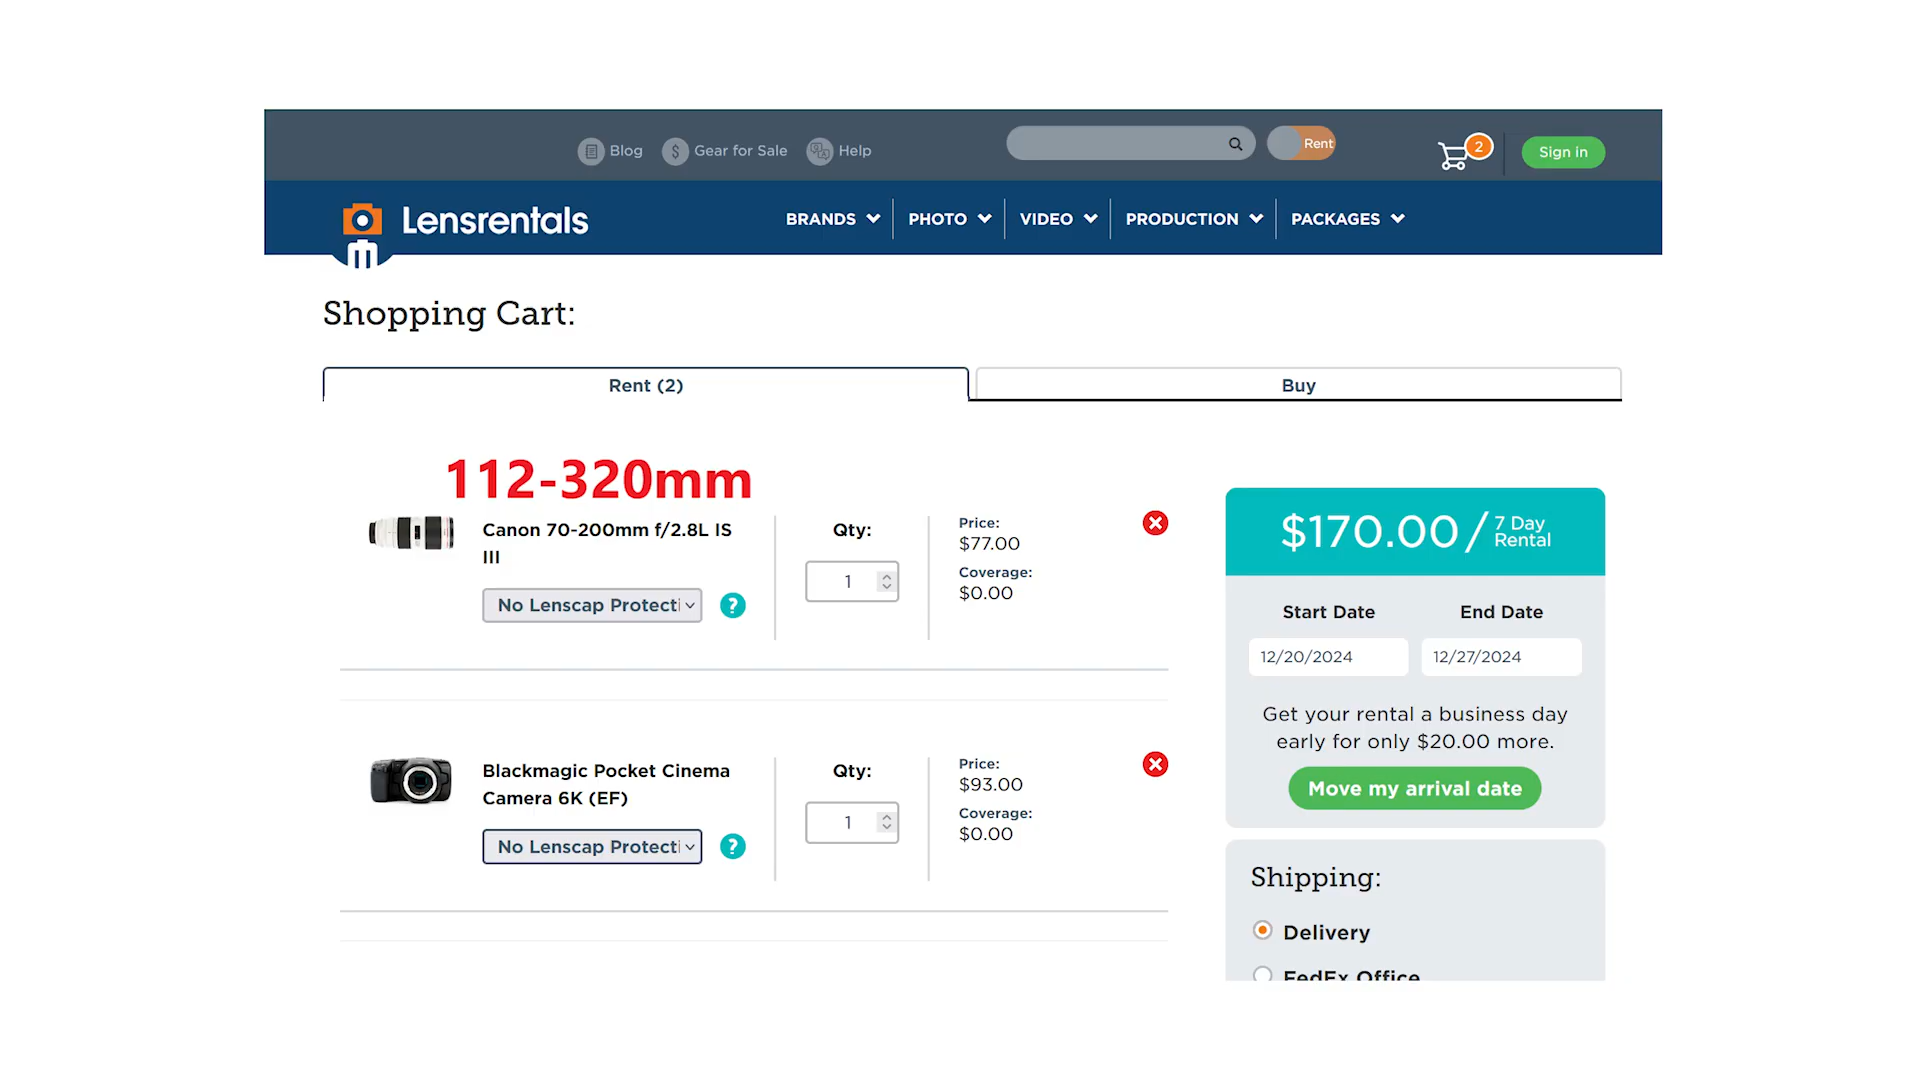 Blog
Gear for Sale
Help
Rent
2
Sign in
Lensrentals
BRANDS
PHOTO
VIDEO
PRODUCTION
PACKAGES
Shopping Cart:
Rent (2)
Buy
112-320mm
Canon 70-200mm f/2.8L IS
III
No Lenscap Protecti
?
Qty:
1
Price:
$77.00
Coverage:
$0.00
Blackmagic Pocket Cinema
Camera 6K (EF)
No Lenscap Protecti
?
Qty:
1
Price:
$93.00
Coverage:
$0.00
$170.00/ 7 Day
Rental
Start Date
End Date
12/20/2024
12/27/2024
Get your rental a business day
early for only $20.00 more.
Move my arrival date
Shipping:
Delivery
FedEx Office